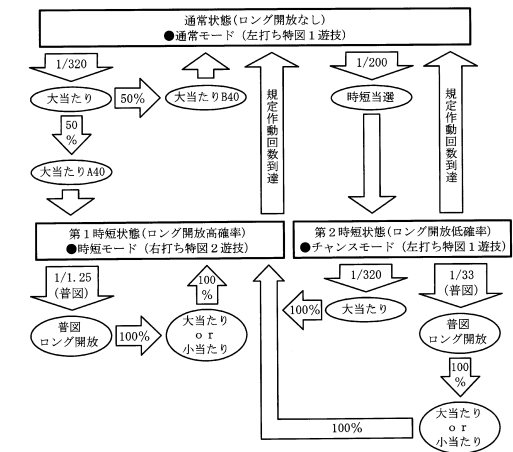 通常状態(ロング開放なし)
●通常モード(左打ち特図1遊技)
1/320
大当たり
50%
大当たりB40
50
%
大当たりA40
規定作動回数到達
1/200
時短当選
規定作動回数到達
第1時短状態(ロング開放高確率)
●時短モード(右打ち特図2遊技)
第2時短状態(ロング開放低確率)
●チャンスモード(左打ち特図1遊技)
1/1.25
(普図)
普図
ロング開放
100%
大当たり
or
小当たり
100
%
1/320
大当たり
100%
1/33
(普図)
普図
ロング開放
100
%
大当たり
or
小当たり
100%